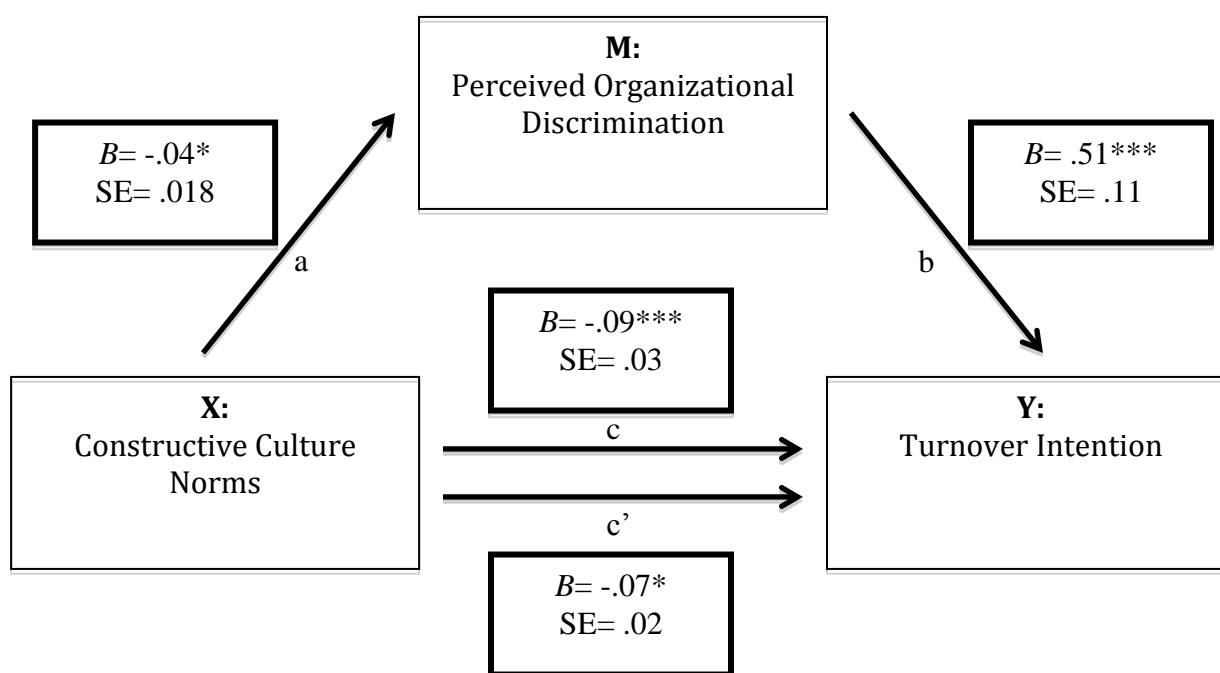 M:
Perceived Organizational
Discrimination
B= -.04*
SE= .018
B= .51***
SE= .11
a
b
B= -.09***
SE= .03
c
X:
Constructive Culture
Norms
Y:
Turnover Intention
c’
B= -.07*
SE= .02